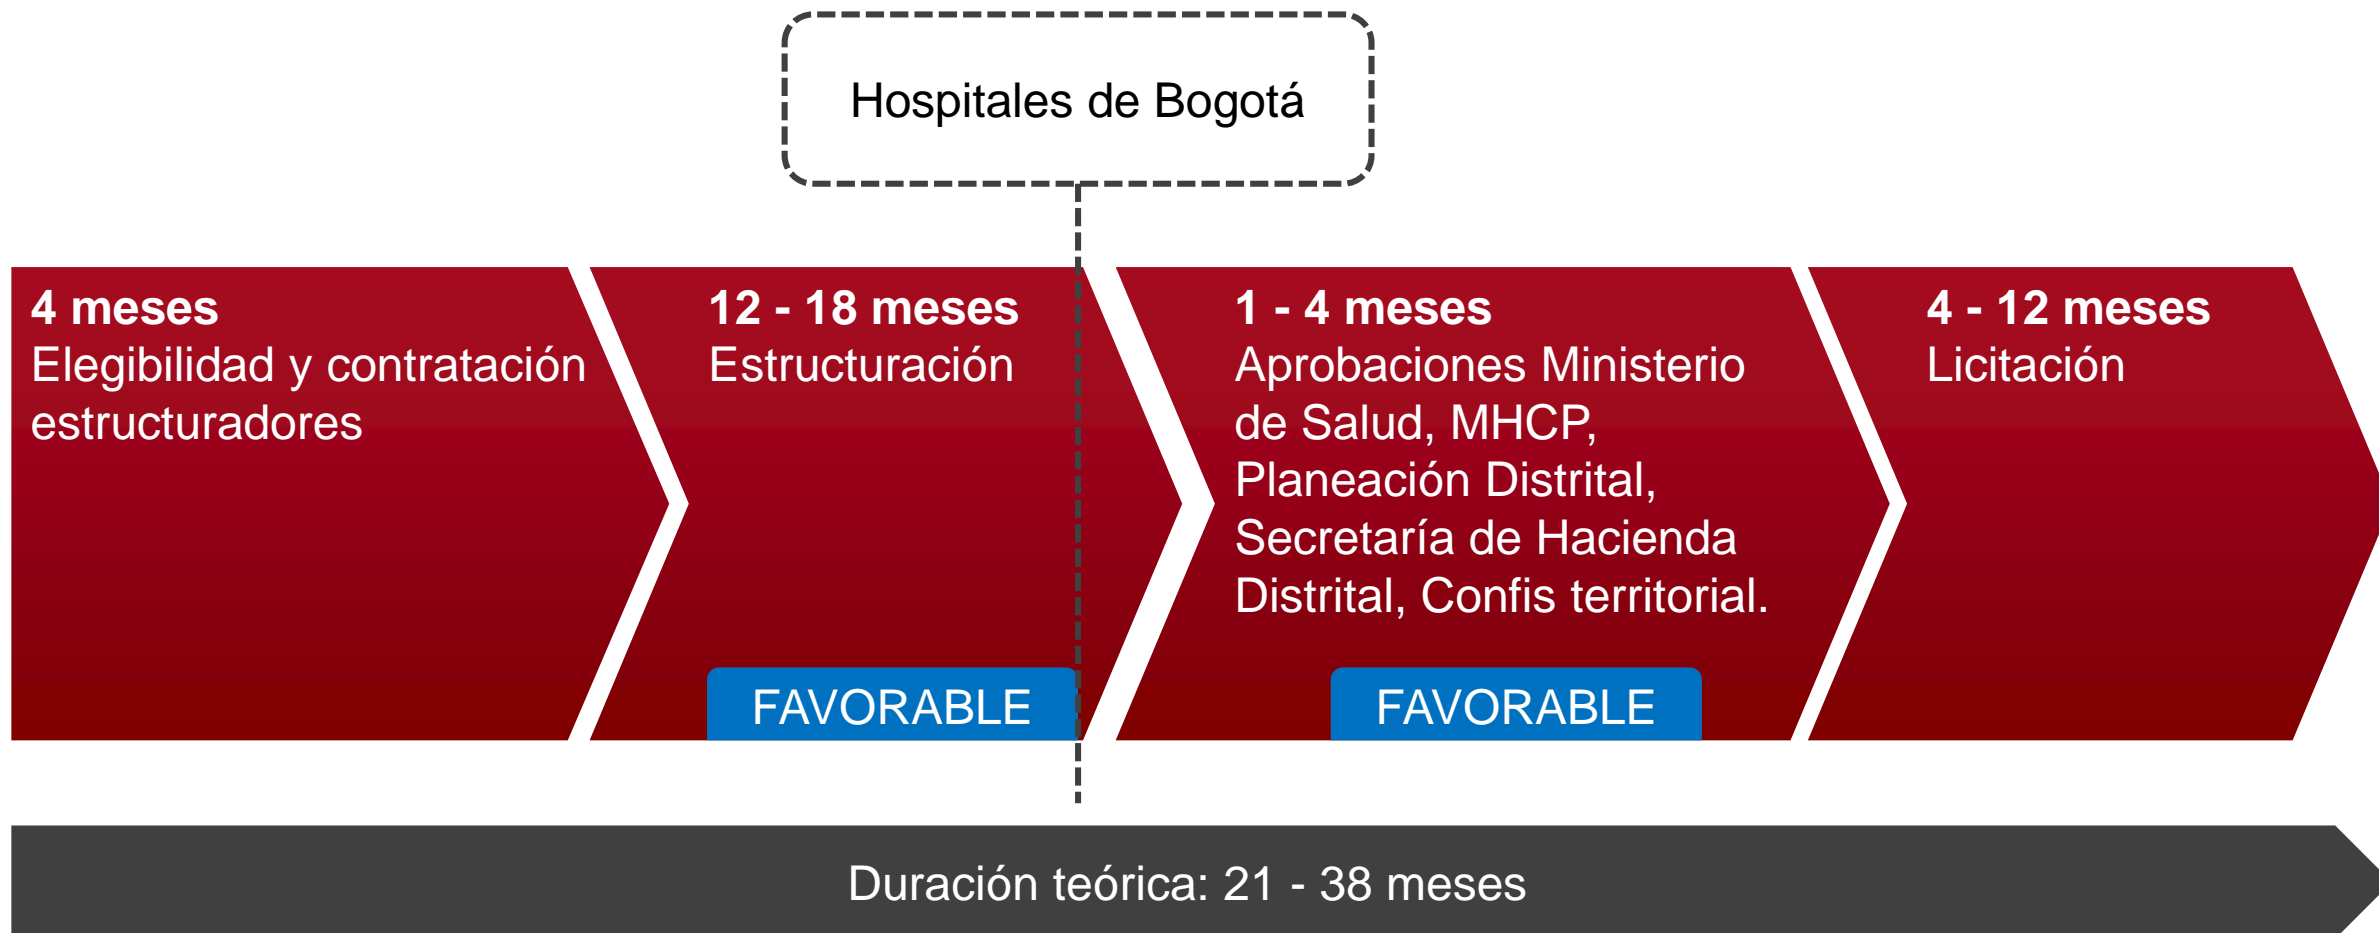 Hospitales de Bogotá
4 meses
Elegibilidad y contratación
estructuradores
12 - 18 meses
Estructuración
FAVORABLE
1 - 4 meses
Aprobaciones Ministerio
de Salud, MHCP,
Planeación Distrital,
Secretaría de Hacienda
Distrital, Confis territorial.
FAVORABLE
4 - 12 meses
Licitación
Duración teórica: 21 - 38 meses